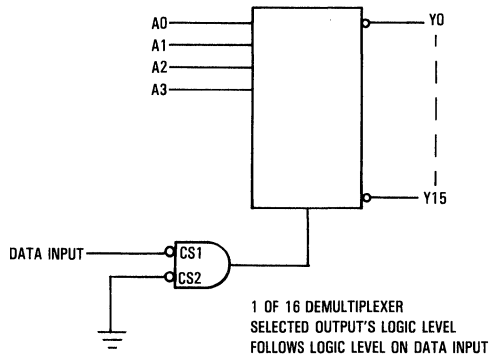 A0
A1
A2
A3
Y0
Y15
DATA INPUT
CS1
CS2
1 OF 16 DEMULTIPLEXER
SELECTED OUTPUT'S LOGIC LEVEL
FOLLOWS LOGIC LEVEL ON DATA INPUT